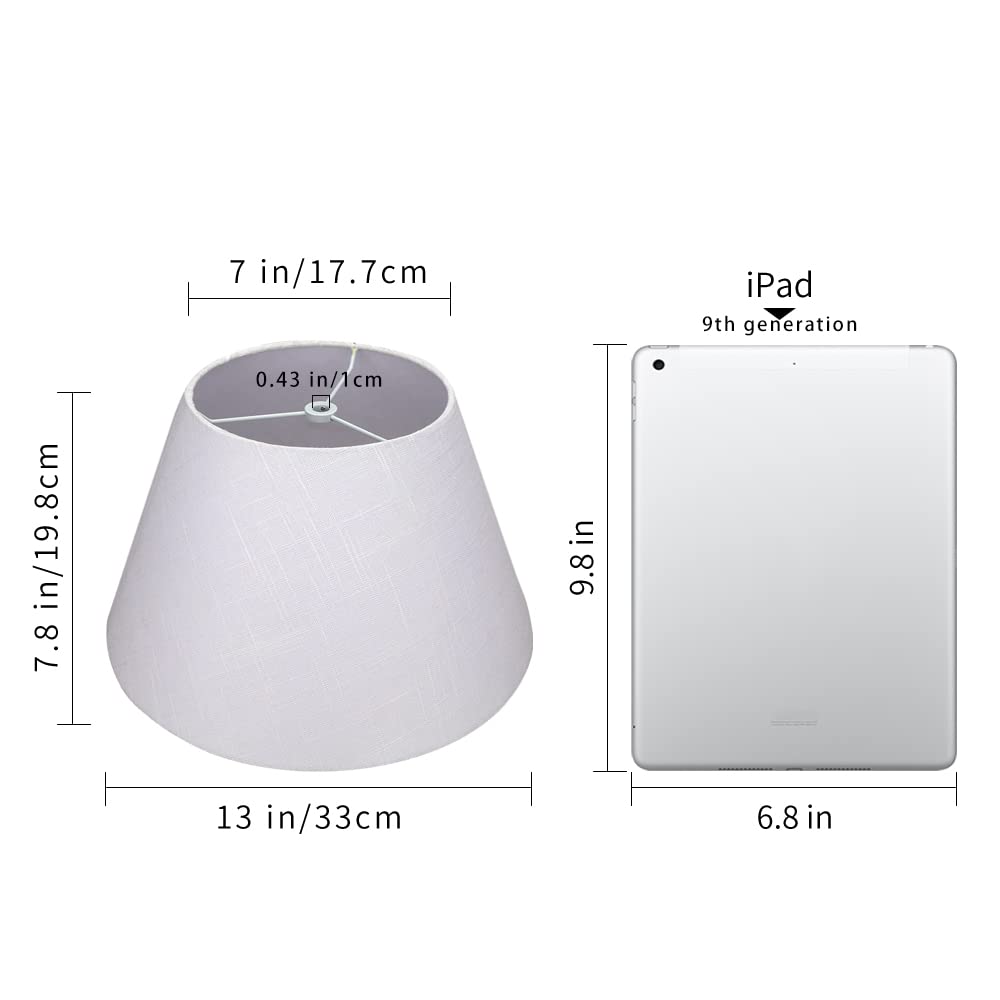 7 in/17.7cm
0.43 in/1cm
7.8 in/19.8cm
13 in/33cm
iPad
9th generation
9.8 in
6.8 in